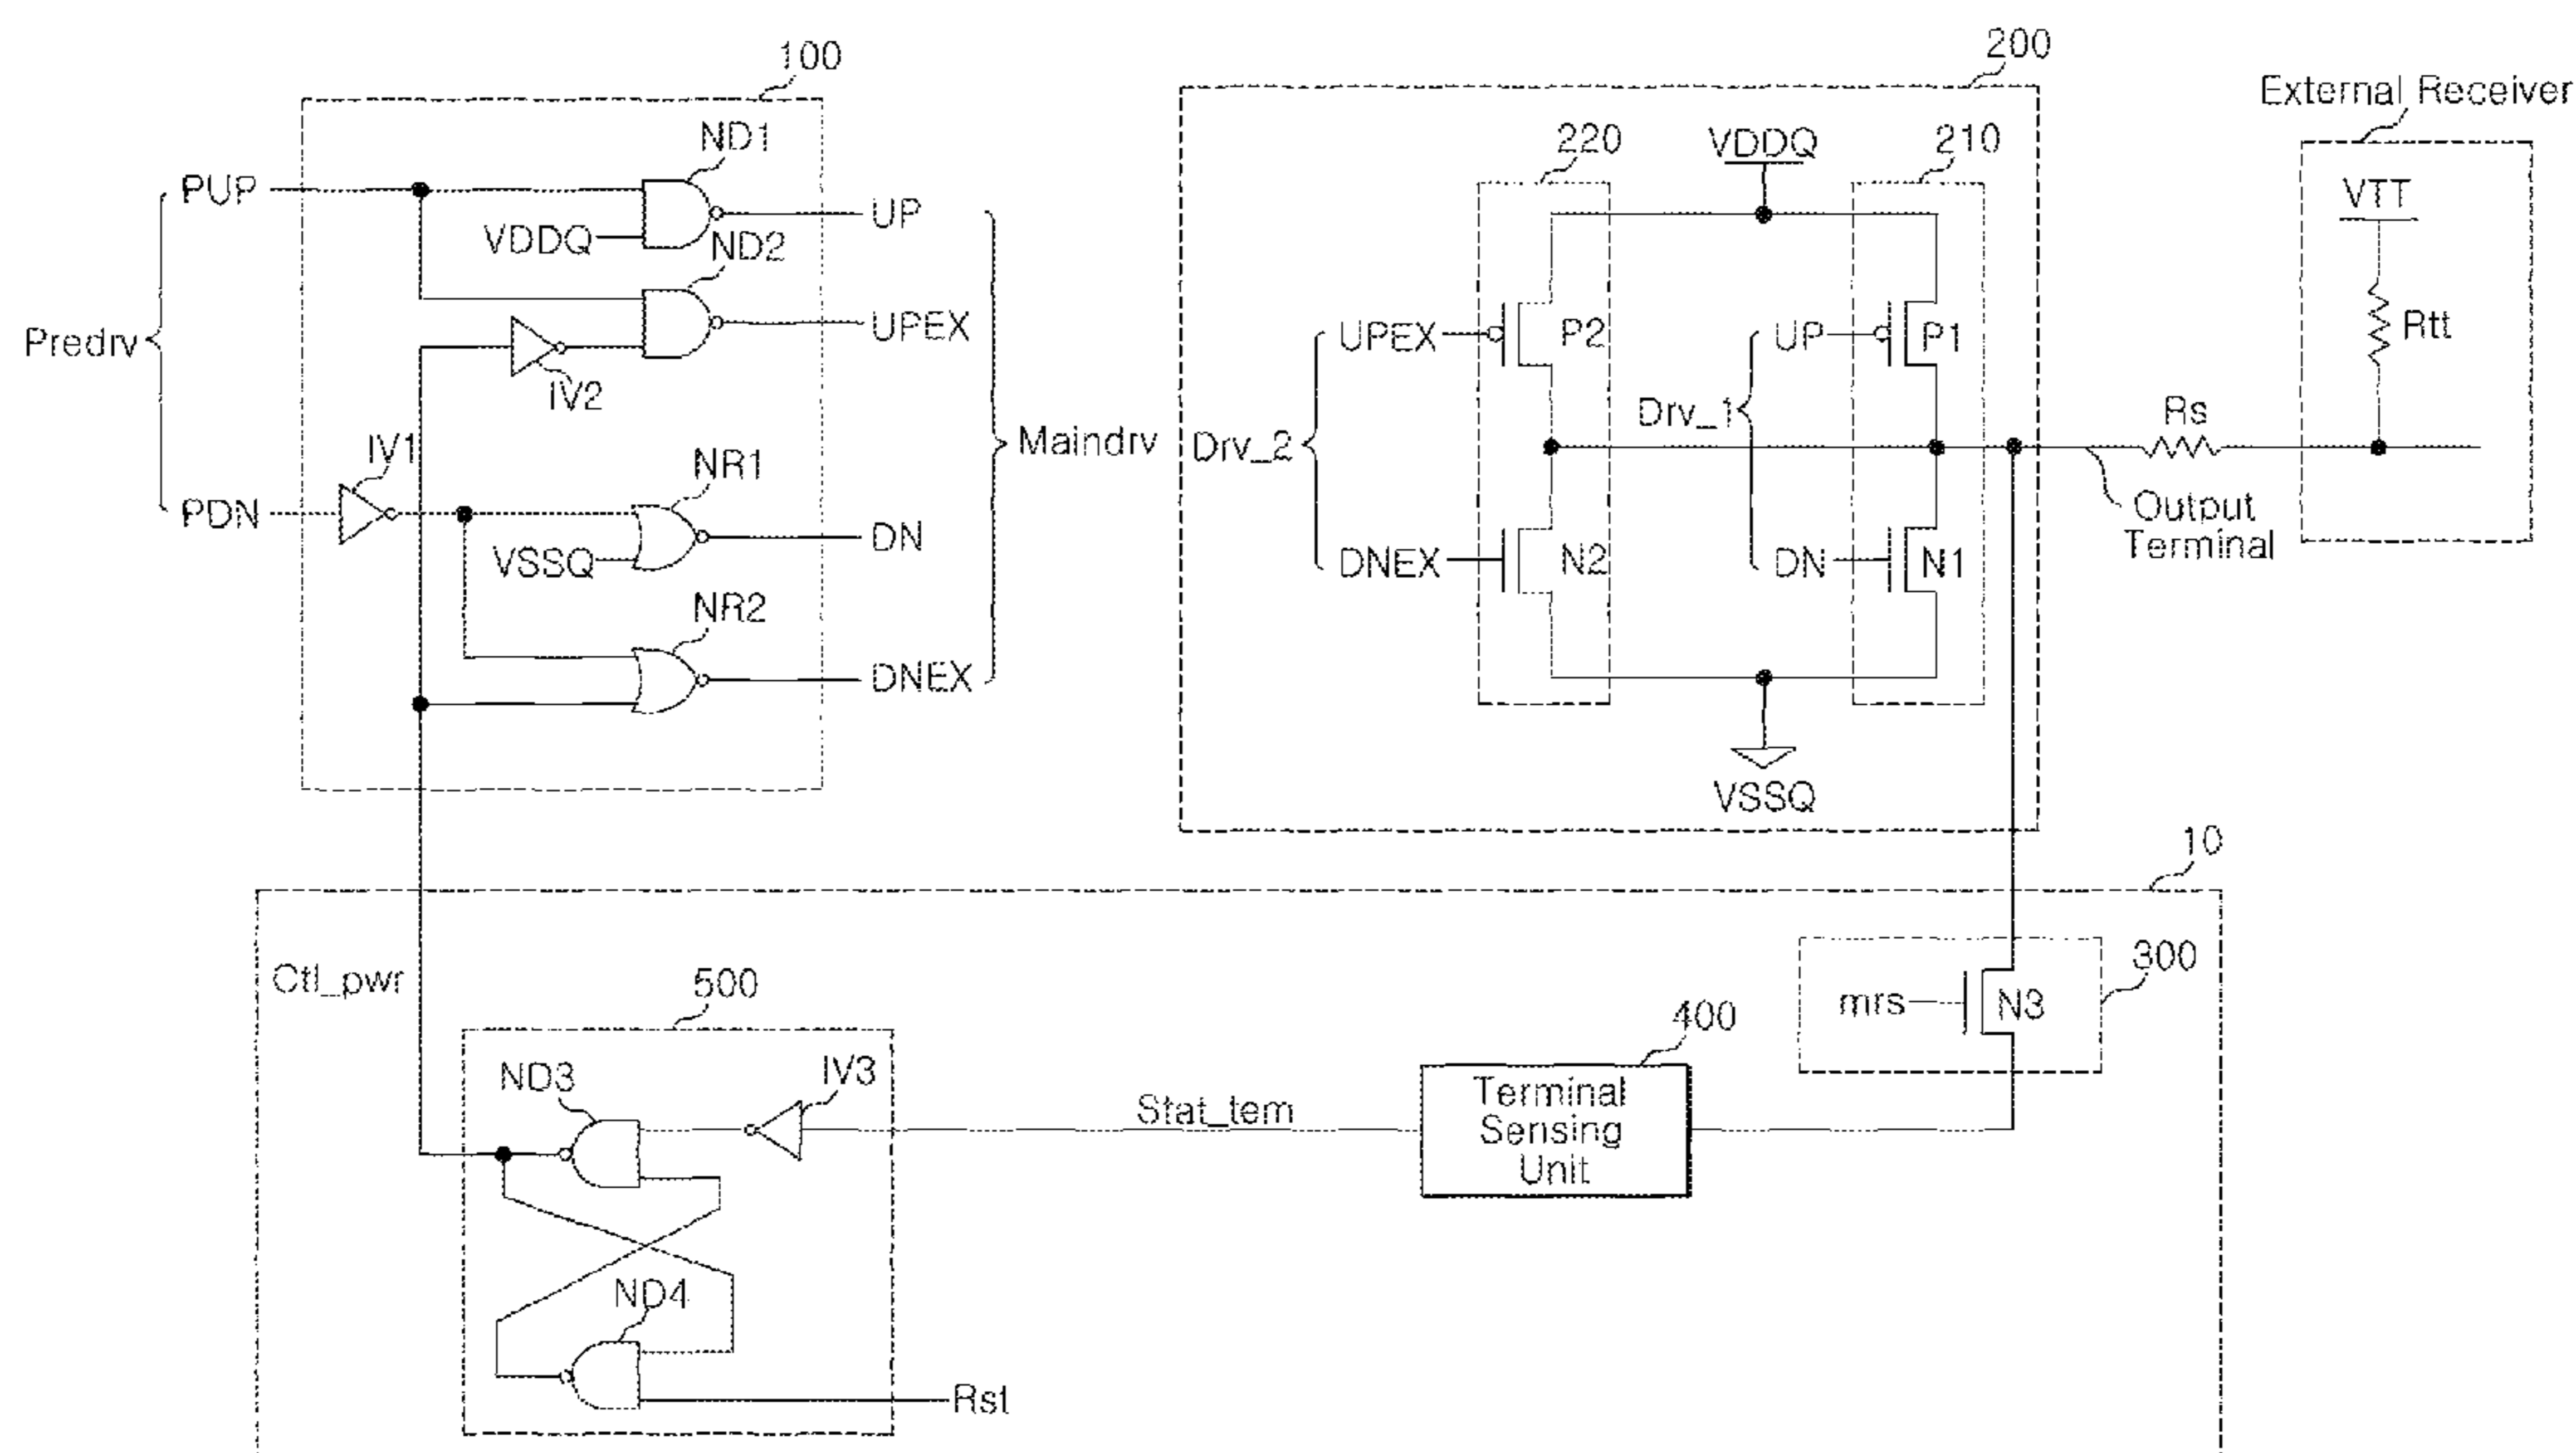 100
200
External Receiver
ND1
PUP
VDDQ
UP
ND2
UPEX
Predrv
IV2
IV1
NR1
PDN
VSSQ
DN
NR2
DNEX
Maindrv
220
VDDQ
210
VTT
UPEX
P2
UP
P1
Rtt
Drv_2
Drv_1
Rs
DNEX
N2
DN
N1
Output
Terminal
VSSQ
10
Ctl_pwr
500
300
mrs
N3
400
ND3
IV3
Stat_tem
Terminal
Sensing
Unit
ND4
Rst